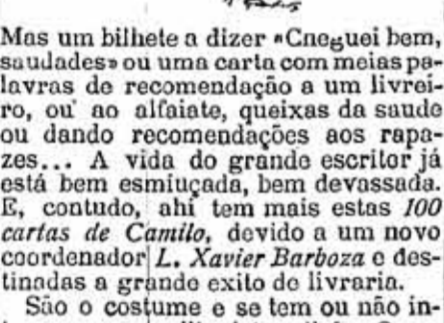 Mas um bilhete a dizer «Cheguei bem,
saudades» ou uma carta com meias pa-
lavras de recomendação a um livrei-
ro, ou ao alfaiate, queixas da saude
ou dando recomendações aos rapa-
zes... A vida do grande escritor já
está bem esmiuçada, bem devassada.
E, contudo, ahi tem mais estas 100
cartas de Camilo, devido a um novo
coordenador L. Xavier Barboza e des-
tinadas a grande exito de livraria.
São o costume e se tem ou não in-